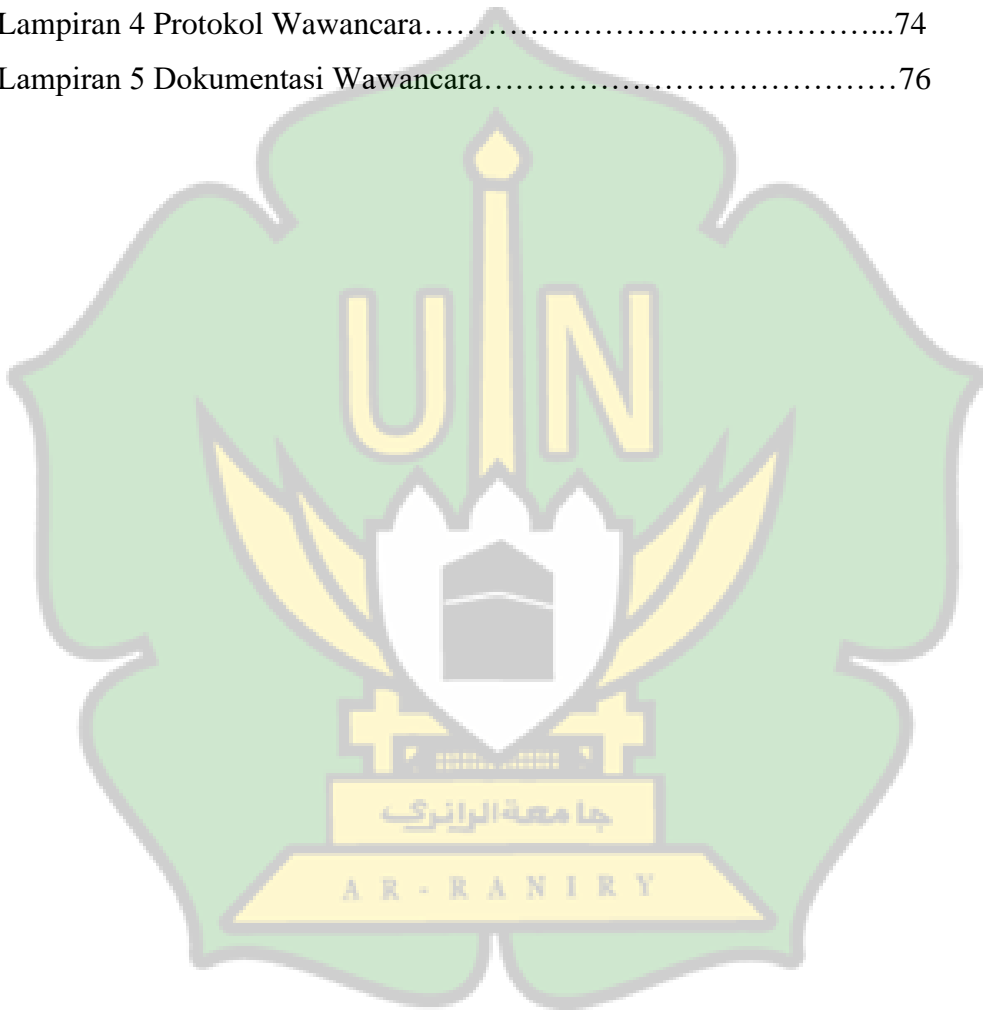 Lampiran 4 Protokol Wawancara……………………………………...74
Lampiran 5 Dokumentasi Wawancara…………………………………76
UIN
جامعة الرانري
AR-RANIRY